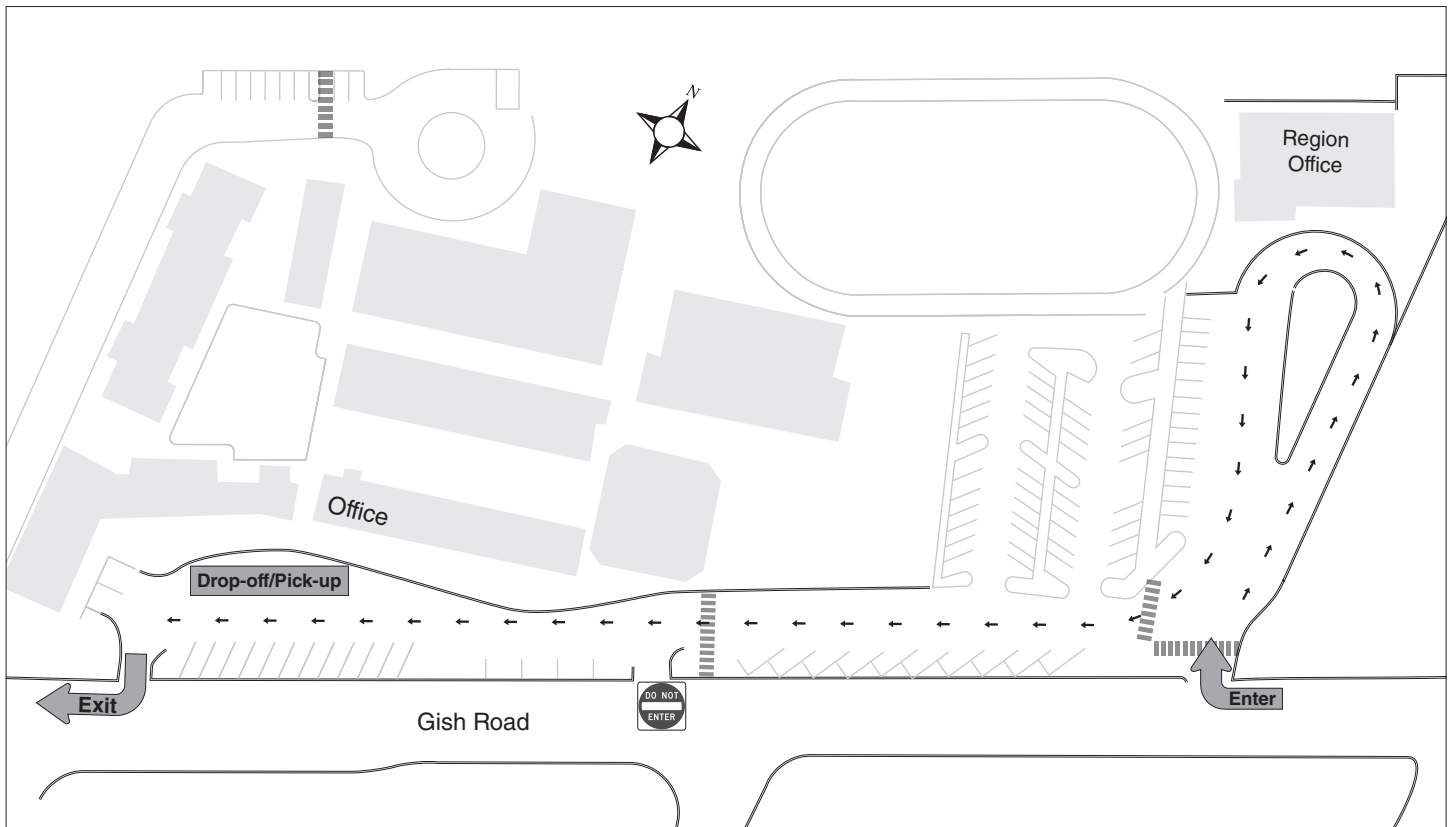 N
Region
Office
Office
Drop-off/Pick-up
Exit
Gish Road
DO NOT
ENTER
Enter